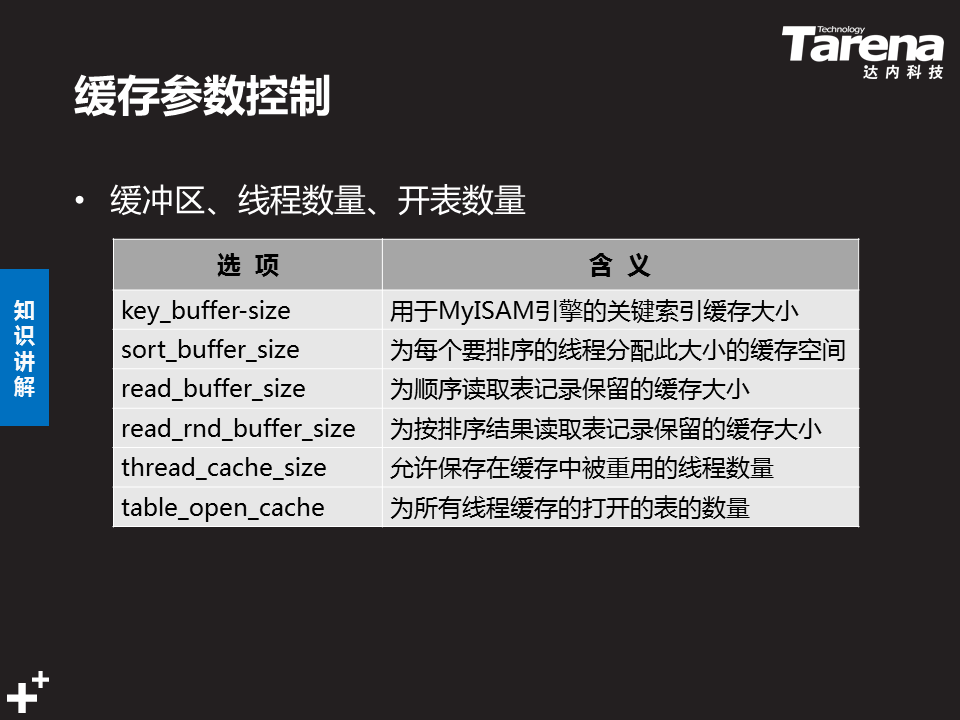 Technology
Tarena
达内科技
缓存参数控制
• 缓冲区、线程数量、开表数量
选 项 含 义
key_buffer-size 用于MyISAM引擎的关键索引缓存大小
sort_buffer_size 为每个要排序的线程分配此大小的缓存空间
read_buffer_size 为顺序读取表记录保留的缓存大小
read_rnd_buffer_size 为按排序结果读取表记录保留的缓存大小
thread_cache_size 允许保存在缓存中被重用的线程数量
table_open_cache 为所有线程缓存的打开的表的数量
知
识
讲
解